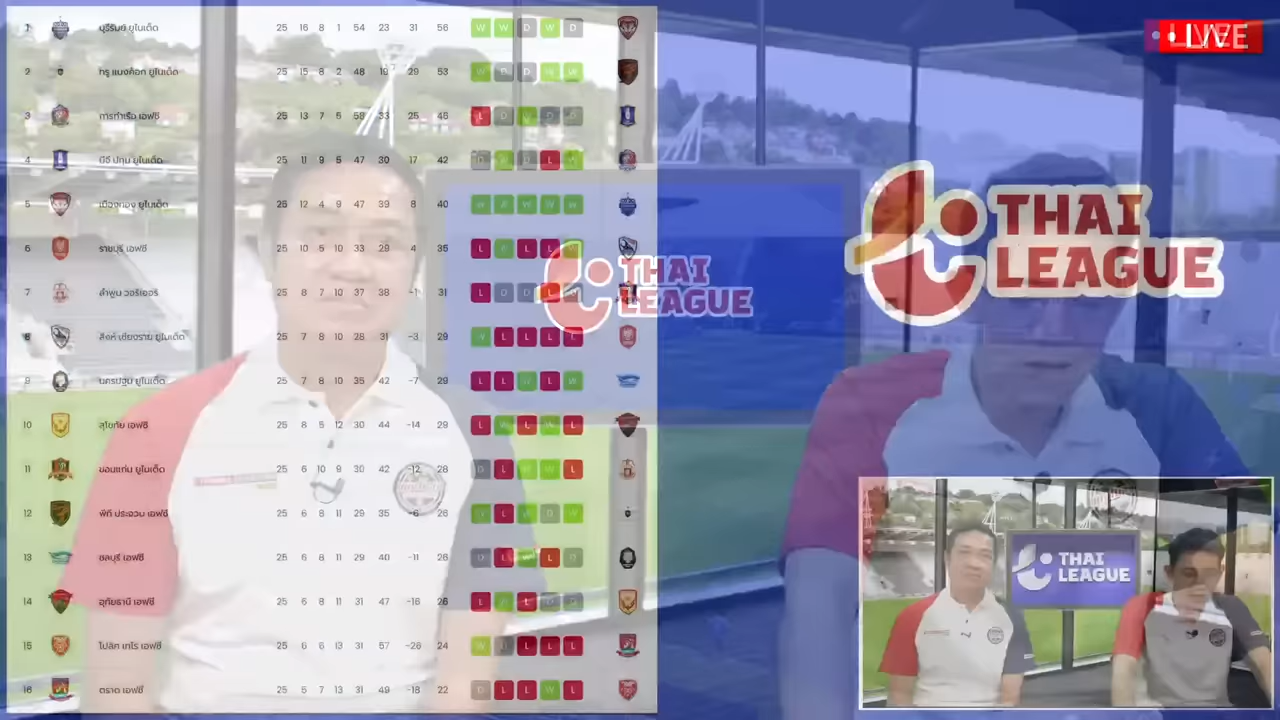 1 บุรีรัมย์ ยูไนเต็ด 25 16 8 1 54 23 31 56 W W D W D
2 ทรู แบงค็อก ยูไนเต็ด 25 15 8 2 48 19 29 53 W D D W W
3 การท่าเรือ เอฟซี 25 13 7 5 58 33 25 46 L D W D D
4 บีจี ปทุม ยูไนเต็ด 25 11 9 5 47 30 17 42 D W D L W
5 เมืองทอง ยูไนเต็ด 25 12 4 9 47 39 8 40 W W W W W
6 ราชบุรี เอฟซี 25 10 5 10 33 29 4 35 L W L L
7 ลำพูน วอริเออร์ 25 8 7 10 37 38 -1 31 L D D L
8 สิงห์ เชียงราย ยูไนเต็ด 25 7 8 10 28 31 -3 29 W L L L L
9 นครปฐม ยูไนเต็ด 25 7 8 10 35 42 -7 29 L L W L W
10 สุโขทัย เอฟซี 25 8 5 12 30 44 -14 29 L W L W L
11 ขอนแก่น ยูไนเต็ด 25 6 10 9 30 42 -12 28 D L W W L
12 พีที ประจวบ เอฟซี 25 6 8 11 29 35 -6 26 W L W D W
13 ชลบุรี เอฟซี 25 6 8 11 29 40 -11 26 D L W L D
14 อุทัยธานี เอฟซี 25 6 8 11 31 47 -16 26 L W L D D
15 โปลิศ เทโร เอฟซี 25 6 6 13 31 57 -26 24 W D L L L
16 ตราด เอฟซี 25 5 7 13 31 49 -18 22 D L L W L
THAI
LEAGUE
LIVE
THAI
LEAGUE
THAI
LEAGUE